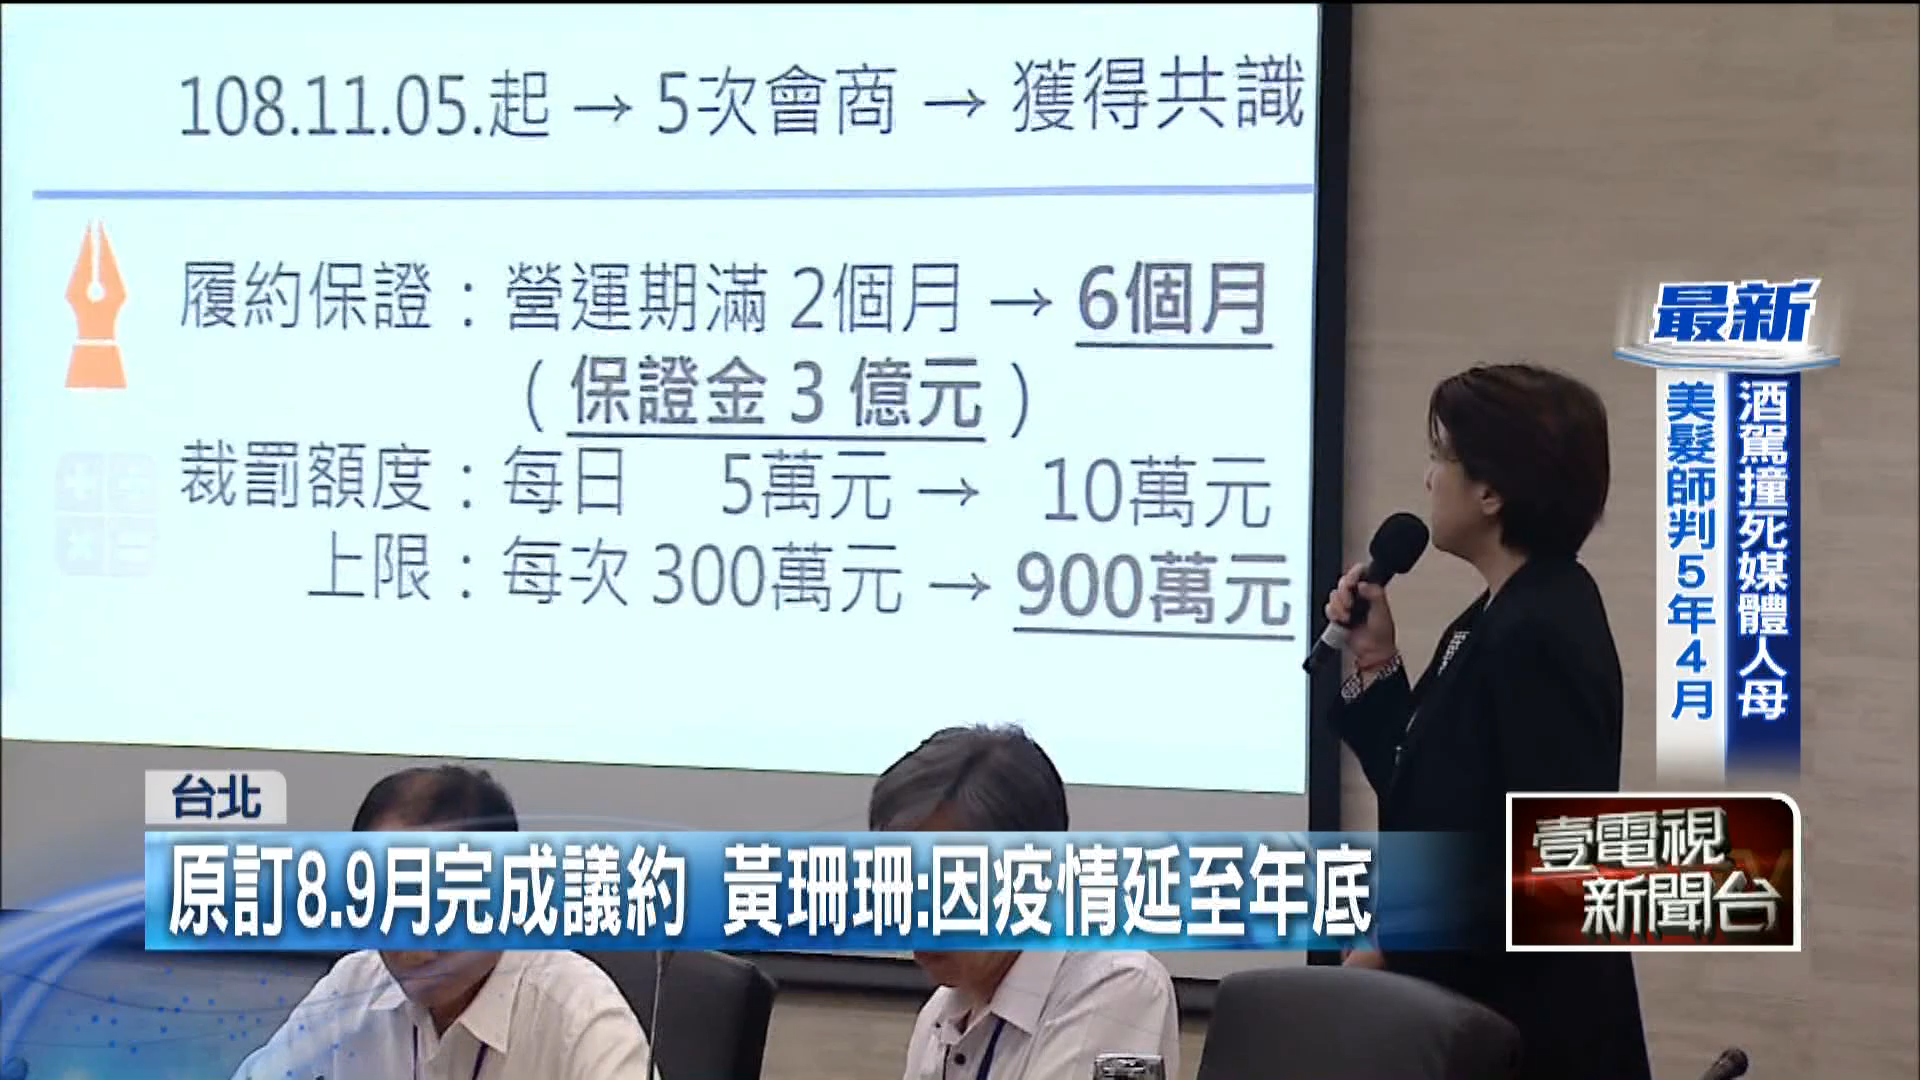 108.11.05.起→5次會商→獲得共識
履約保證：營運期滿 2個月→6個月
（保證金 3 億元）
裁罰額度：每日 5萬元→ 10萬元
上限：每次 300萬元→900萬元
最新
酒駕撞死媒體人母
美髮師判5年4月
台北
原訂8.9月完成議約 黃珊珊:因疫情延至年底
壹電視
新聞台